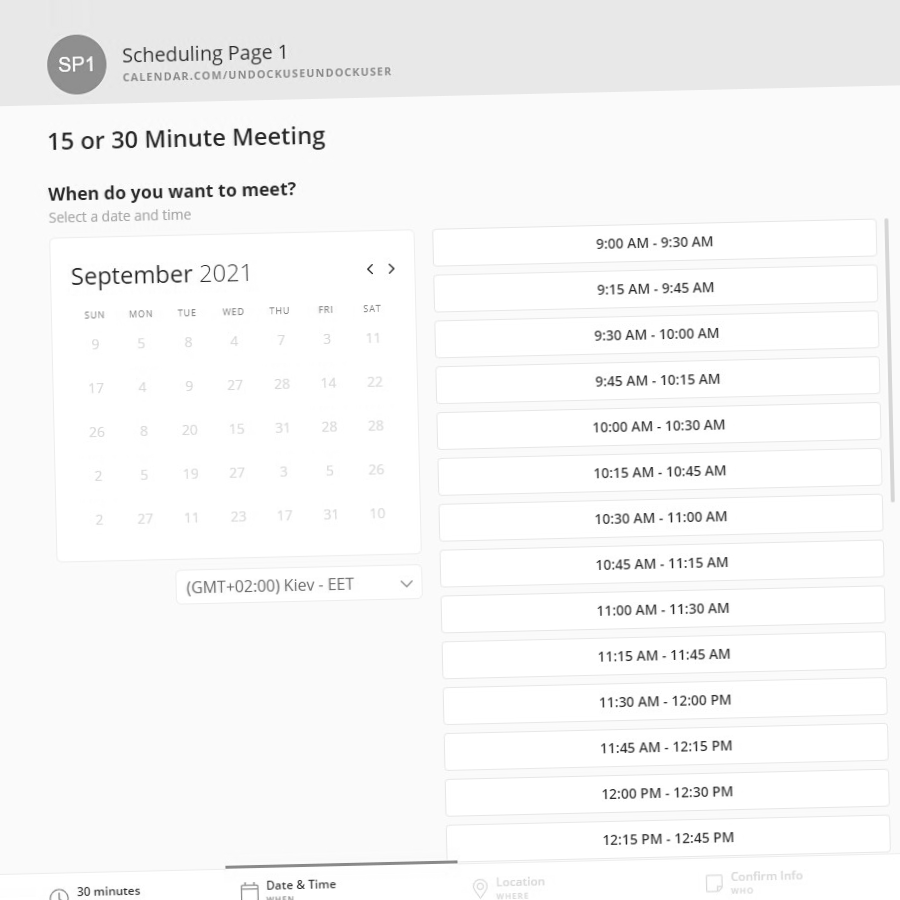 SP1
Scheduling Page 1
CALENDAR.COM/UNDOCKUSEUNDOCKUSER
15 or 30 Minute Meeting
When do you want to meet?
Select a date and time
September 2021
SUN MON TUE WED THU FRI SAT
9 5 8 4 7 3 11
17 4 9 27 28 14 22
26 8 20 15 31 28 28
2 5 19 27 3 5 26
2 27 11 23 17 31 10
(GMT+02:00) Kiev - EET
9:00 AM - 9:30 AM
9:15 AM - 9:45 AM
9:30 AM - 10:00 AM
9:45 AM - 10:15 AM
10:00 AM - 10:30 AM
10:15 AM - 10:45 AM
10:30 AM - 11:00 AM
10:45 AM - 11:15 AM
11:00 AM - 11:30 AM
11:15 AM - 11:45 AM
11:30 AM - 12:00 PM
11:45 AM - 12:15 PM
12:00 PM - 12:30 PM
12:15 PM - 12:45 PM
30 minutes
Date & Time
WHEN
Location
WHERE
Confirm Info
WHO